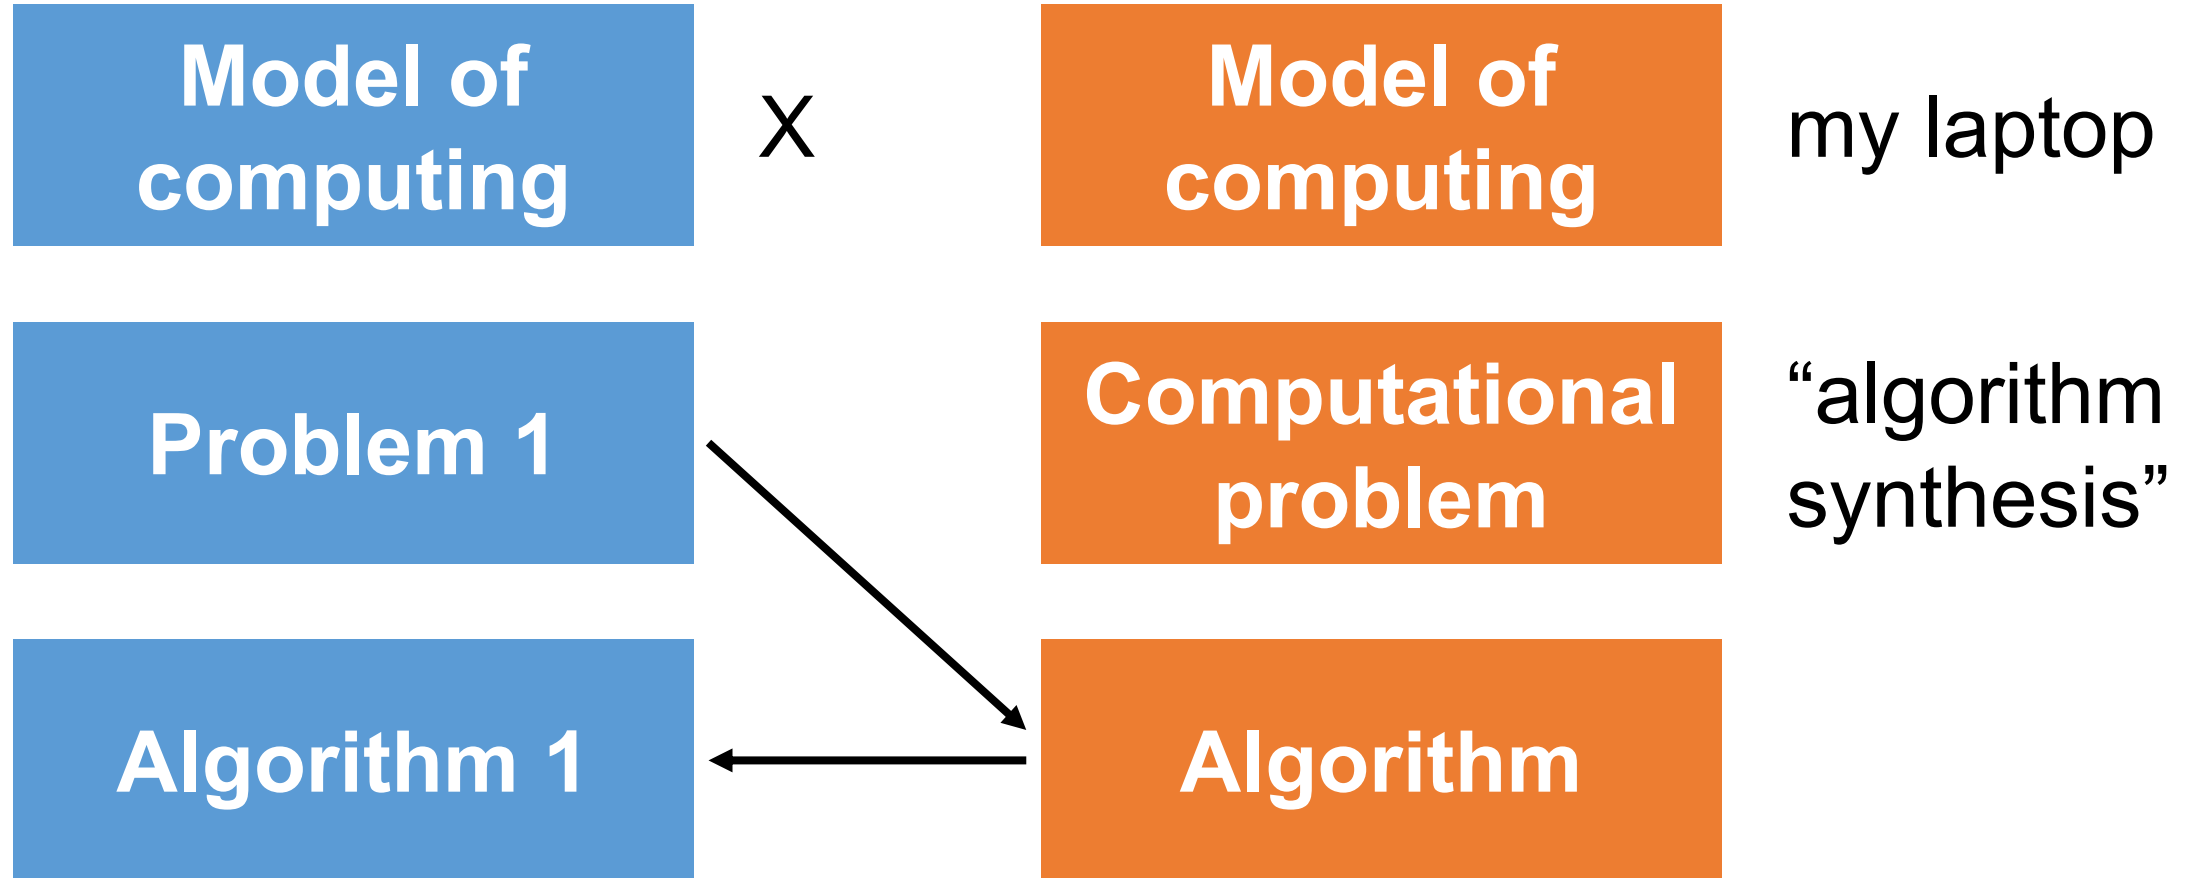 Model of
computing
X
Model of
computing
my laptop
Problem 1
Computational
problem
“algorithm
synthesis”
Algorithm 1
Algorithm